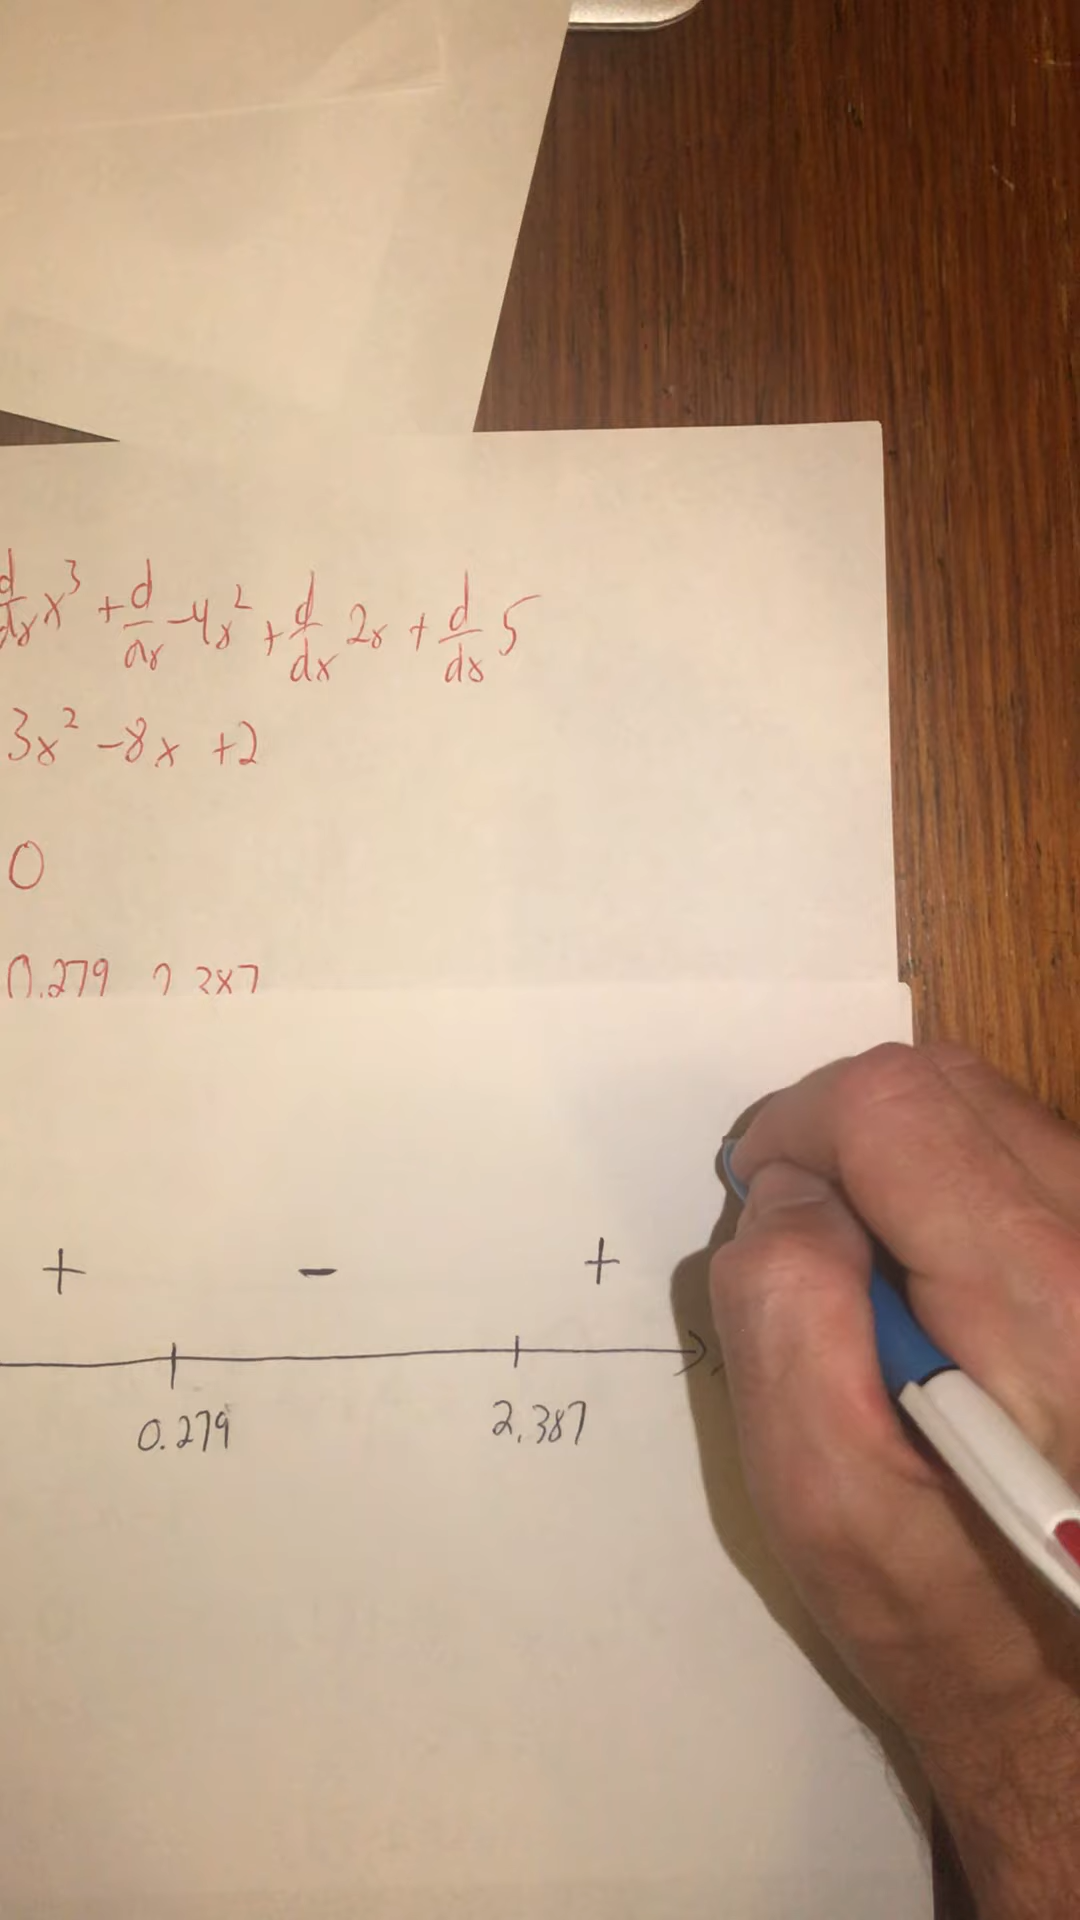 d/dx x³ + d/dx -4x² + d/dx 2x + d/dx 5
3x² -8x +2
0
0.279 2.387
+ - +
0.279 2.387